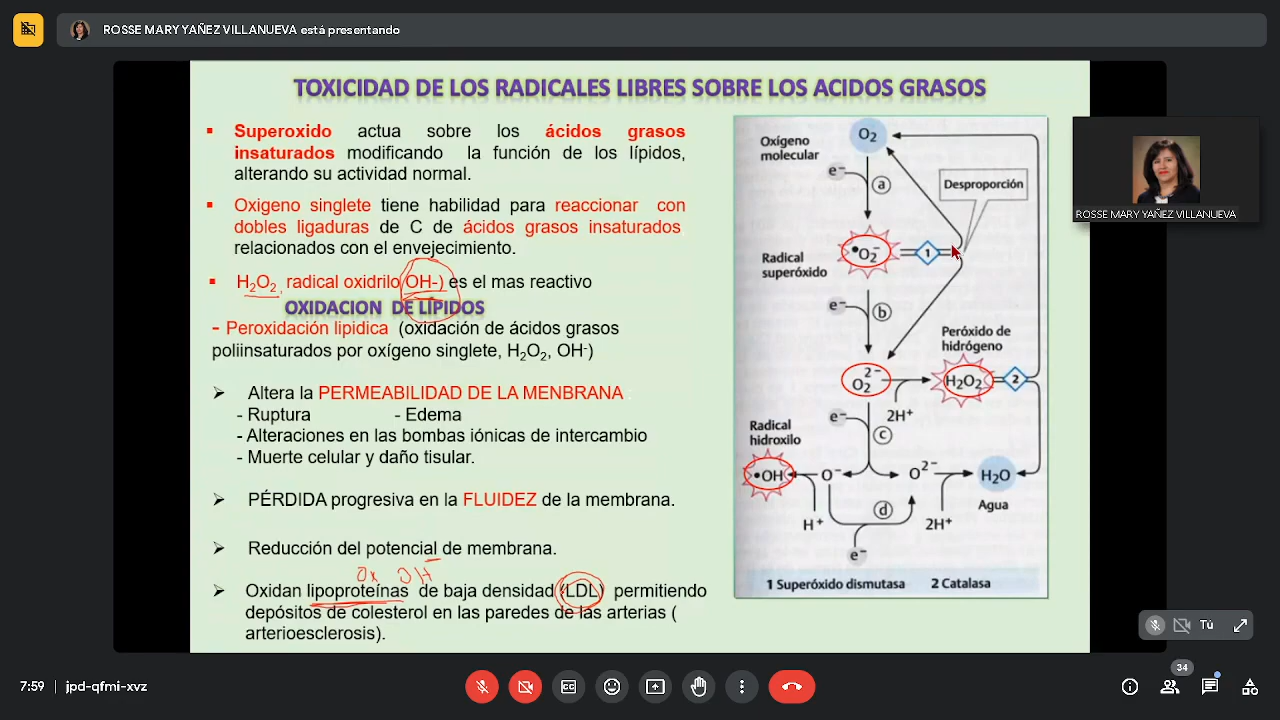 ROSSE MARY YAÑEZ VILLANUEVA está presentando
TOXICIDAD DE LOS RADICALES LIBRES SOBRE LOS ACIDOS GRASOS
▪ Superoxido actua sobre los ácidos grasos
insaturados modificando la función de los lípidos,
alterando su actividad normal.
▪ Oxigeno singlete tiene habilidad para reaccionar con
dobles ligaduras de C de ácidos grasos insaturados
relacionados con el envejecimiento.
▪ H₂O₂, radical oxidrilo OH-) es el mas reactivo
OXIDACION DE LÍPIDOS
- Peroxidación lipidica (oxidación de ácidos grasos
poliinsaturados por oxígeno singlete, H₂O₂, OH⁻)
➢ Altera la PERMEABILIDAD DE LA MENBRANA :
- Ruptura - Edema
- Alteraciones en las bombas iónicas de intercambio
- Muerte celular y daño tisular.
➢ PÉRDIDA progresiva en la FLUIDEZ de la membrana.
➢ Reducción del potencial de membrana.
Ox OH
➢ Oxidan lipoproteínas de baja densidad (LDL) permitiendo
depósitos de colesterol en las paredes de las arterias (
arterioesclerosis).
Oxígeno
molecular
O₂
e⁻
a
Desproporción
Radical
superóxido
•O₂⁻
1
e⁻
b
Peróxido de
hidrógeno
O₂²⁻
H₂O₂
2
2H⁺
e⁻
c
Radical
hidroxilo
•OH
O⁻
O²⁻
H₂O
Agua
H⁺
d
2H⁺
e⁻
1 Superóxido dismutasa 2 Catalasa
ROSSE MARY YAÑEZ VILLANUEVA
Tú
34
7:59 | jpd-qfmi-xvz